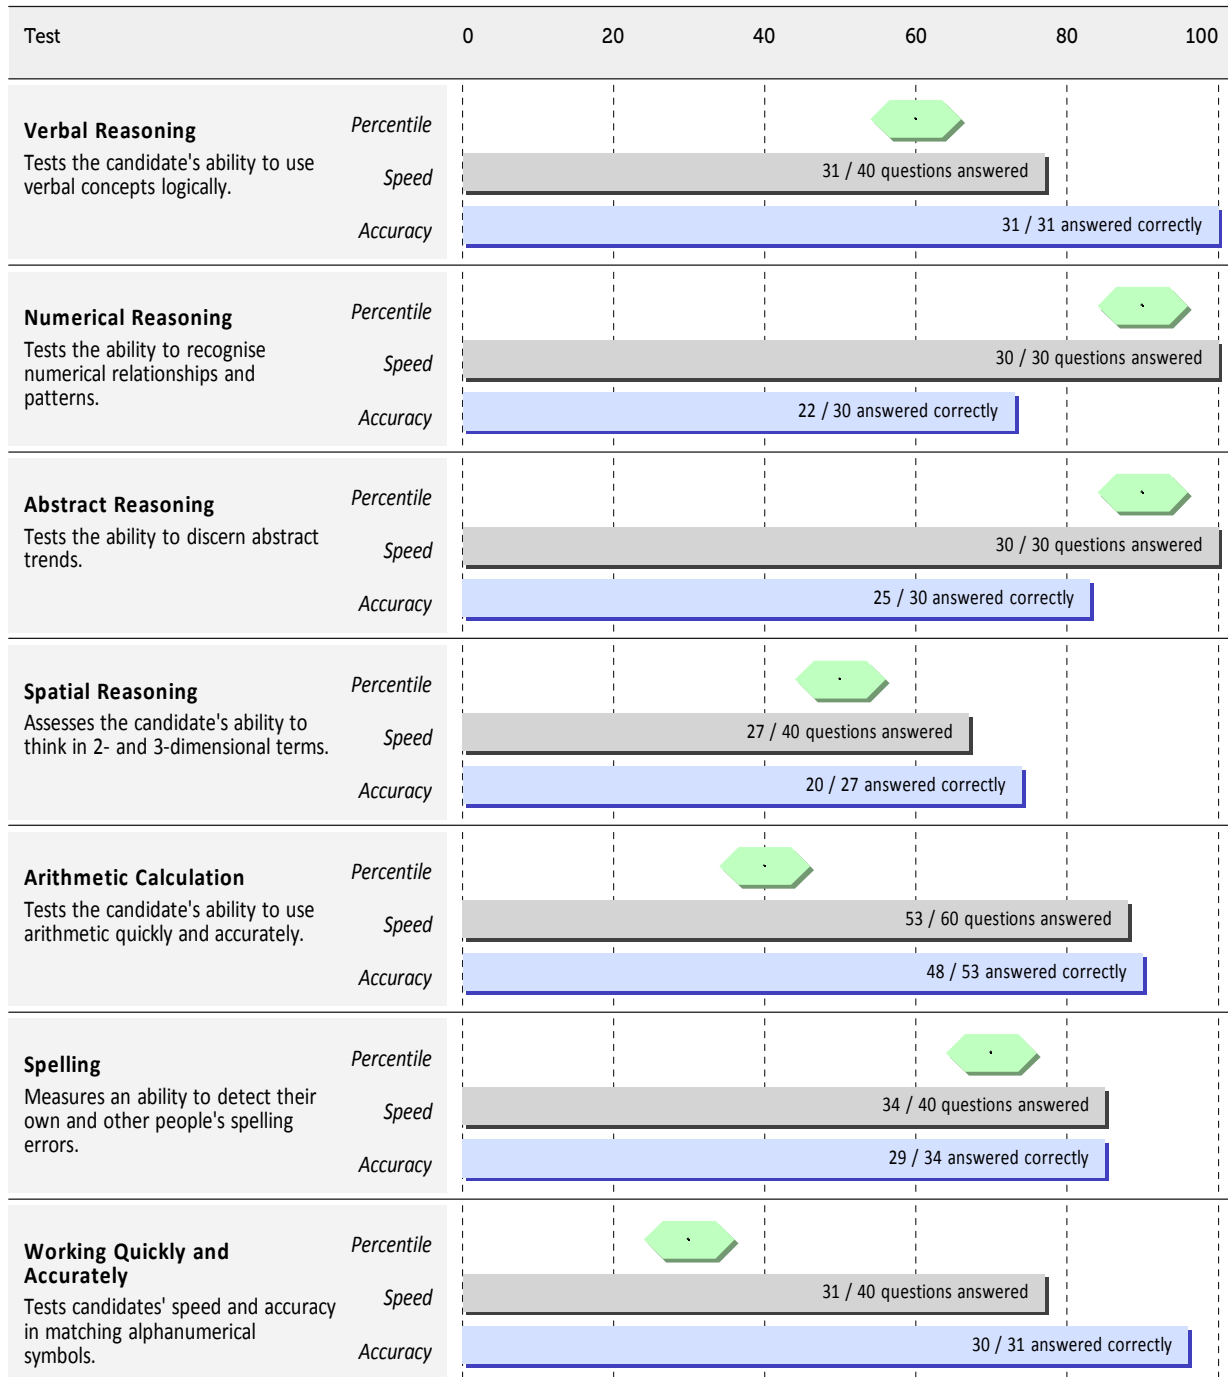 Test 0 20 40 60 80 100
Verbal Reasoning
Tests the candidate's ability to use
verbal concepts logically.
Percentile
Speed
Accuracy
31 / 40 questions answered
31 / 31 answered correctly
Numerical Reasoning
Tests the ability to recognise
numerical relationships and
patterns.
Percentile
Speed
Accuracy
30 / 30 questions answered
22 / 30 answered correctly
Abstract Reasoning
Tests the ability to discern abstract
trends.
Percentile
Speed
Accuracy
30 / 30 questions answered
25 / 30 answered correctly
Spatial Reasoning
Assesses the candidate's ability to
think in 2- and 3-dimensional terms.
Percentile
Speed
Accuracy
27 / 40 questions answered
20 / 27 answered correctly
Arithmetic Calculation
Tests the candidate's ability to use
arithmetic quickly and accurately.
Percentile
Speed
Accuracy
53 / 60 questions answered
48 / 53 answered correctly
Spelling
Measures an ability to detect their
own and other people's spelling
errors.
Percentile
Speed
Accuracy
34 / 40 questions answered
29 / 34 answered correctly
Working Quickly and
Accurately
Tests candidates' speed and accuracy
in matching alphanumerical
symbols.
Percentile
Speed
Accuracy
31 / 40 questions answered
30 / 31 answered correctly